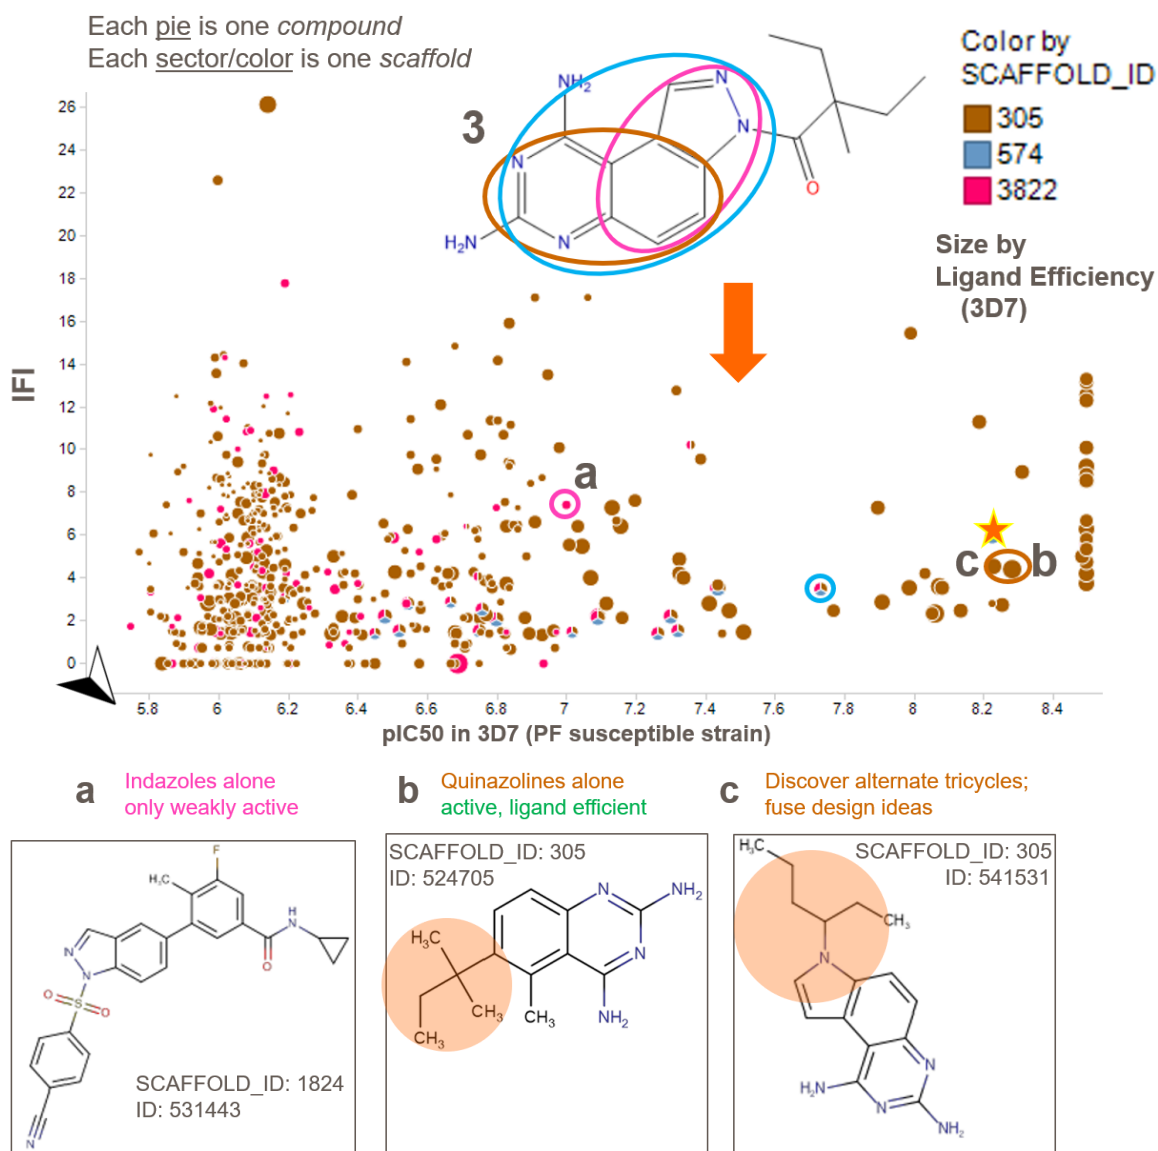 Each pie is one compound
Each sector/color is one scaffold
Color by
SCAFFOLD_ID
305
574
3822
Size by
Ligand Efficiency
(3D7)
3
NH₂
N
N
N
N
H₂N
O
IFI
26
24
22
20
18
16
14
12
10
8
6
4
2
0
a
c
b
5.8
6
6.2
6.4
6.6
6.8
7
7.2
7.4
7.6
7.8
8
8.2
8.4
pIC50 in 3D7 (PF susceptible strain)
a
Indazoles alone
only weakly active
F
H₃C
H
N
O
N
N
O
S
O
N
SCAFFOLD_ID: 1824
ID: 531443
b
Quinazolines alone
active, ligand efficient
SCAFFOLD_ID: 305
ID: 524705
N
NH₂
N
H₃C
CH₃
CH₃
CH₃
NH₂
c
Discover alternate tricycles;
fuse design ideas
SCAFFOLD_ID: 305
ID: 541531
H₃C
CH₃
N
N
H₂N
N
NH₂